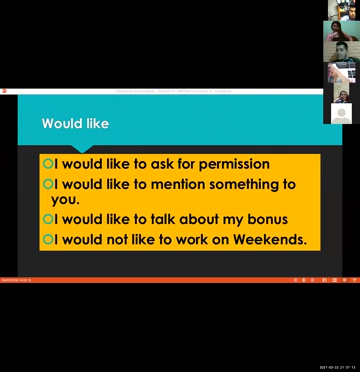 Would like
I would like to ask for permission
I would like to mention something to
you.
I would like to talk about my bonus
I would not like to work on Weekends.